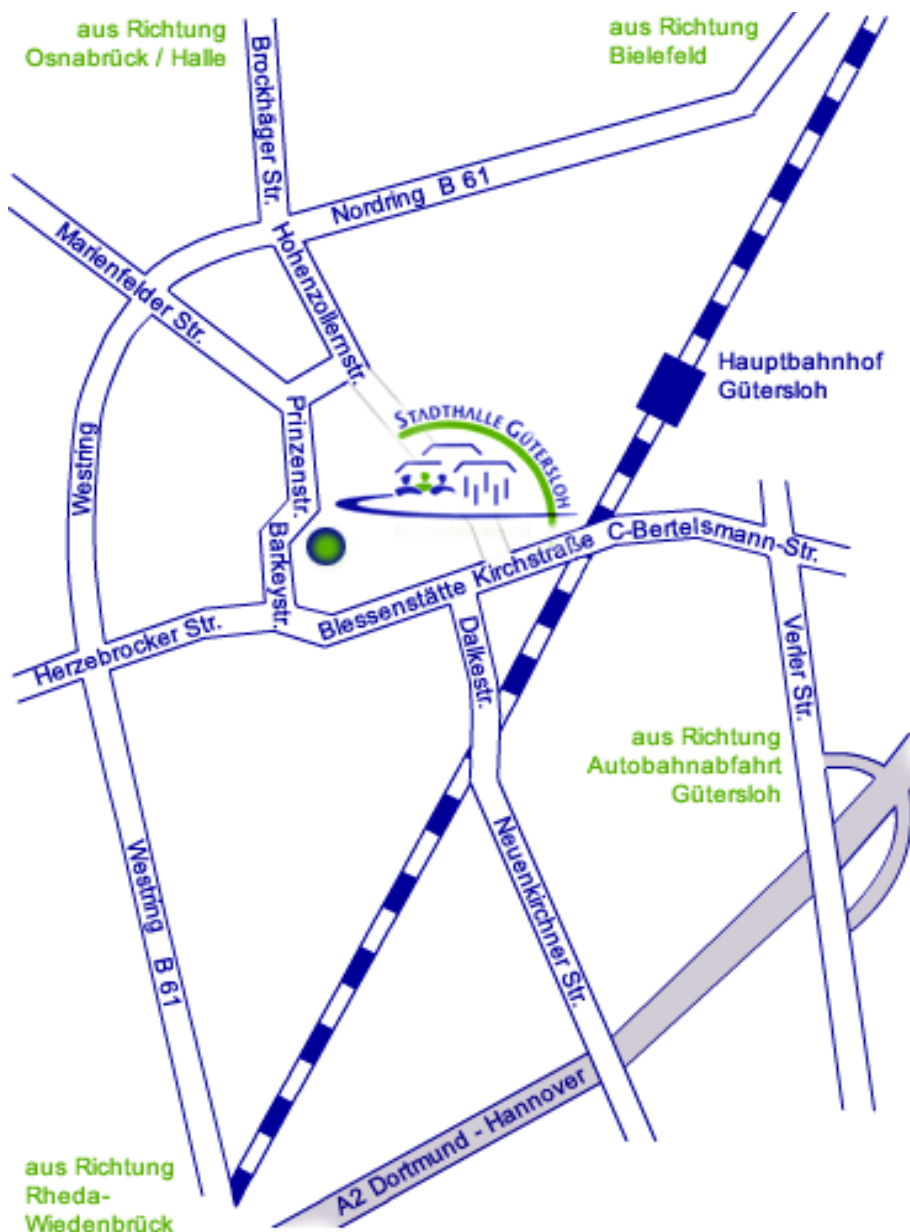 aus Richtung
Osnabrück / Halle
aus Richtung
Bielefeld
Brockhäger Str.
Nordring B 61
Hohenzollernstr.
Marienfelder Str.
Hauptbahnhof
Gütersloh
STADTHALLE GÜTERSLOH
Prinzenstr.
Westring
Barkeystr.
Blessenstätte
Kirchstraße
C-Bertelsmann-Str.
Herzebrocker Str.
Dalkestr.
Verler Str.
aus Richtung
Autobahnabfahrt
Gütersloh
Neuenkirchner Str.
Westring B 61
A2 Dortmund - Hannover
aus Richtung
Rheda-
Wiedenbrück